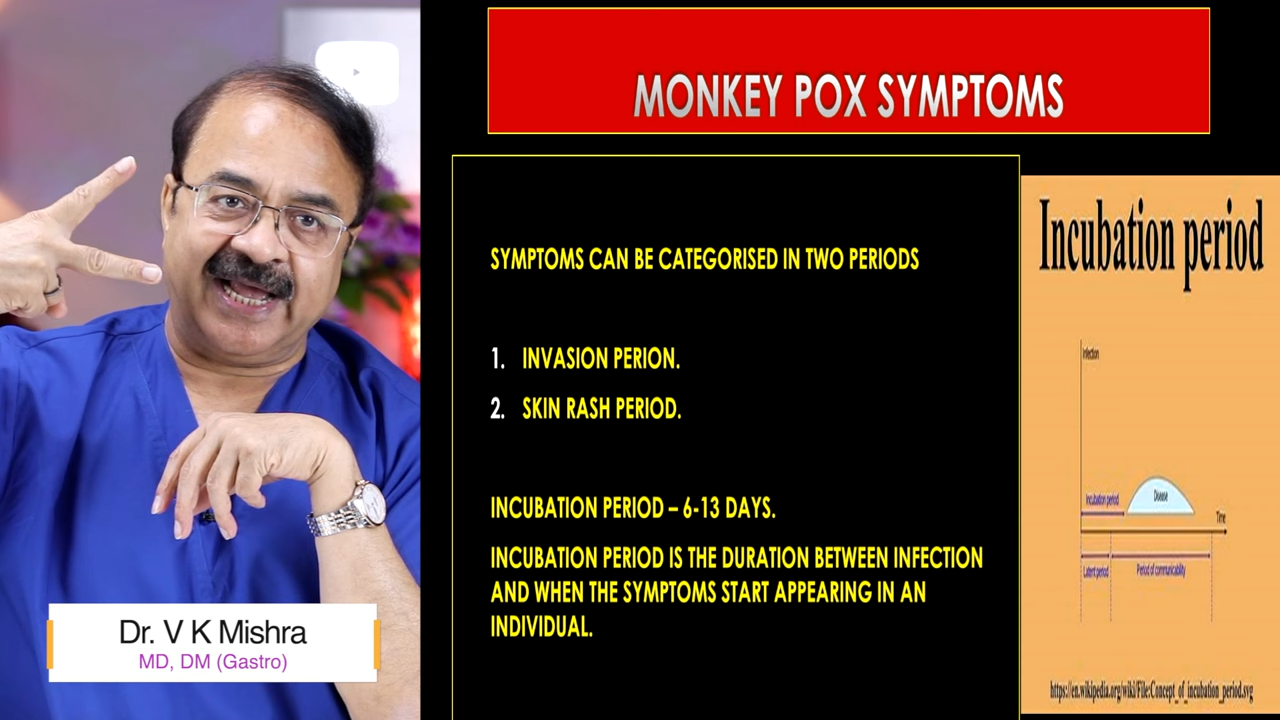 MONKEY POX SYMPTOMS
SYMPTOMS CAN BE CATEGORISED IN TWO PERIODS
1. INVASION PERION.
2. SKIN RASH PERIOD.
INCUBATION PERIOD – 6-13 DAYS.
INCUBATION PERIOD IS THE DURATION BETWEEN INFECTION
AND WHEN THE SYMPTOMS START APPEARING IN AN
INDIVIDUAL.
Incubation period
Infection
Incubation period
Disease
Time
Latent period
Period of communicability
https://en.wikipedia.org/wiki/File:Concept_of_incubation_period.svg
Dr. V K Mishra
MD, DM (Gastro)